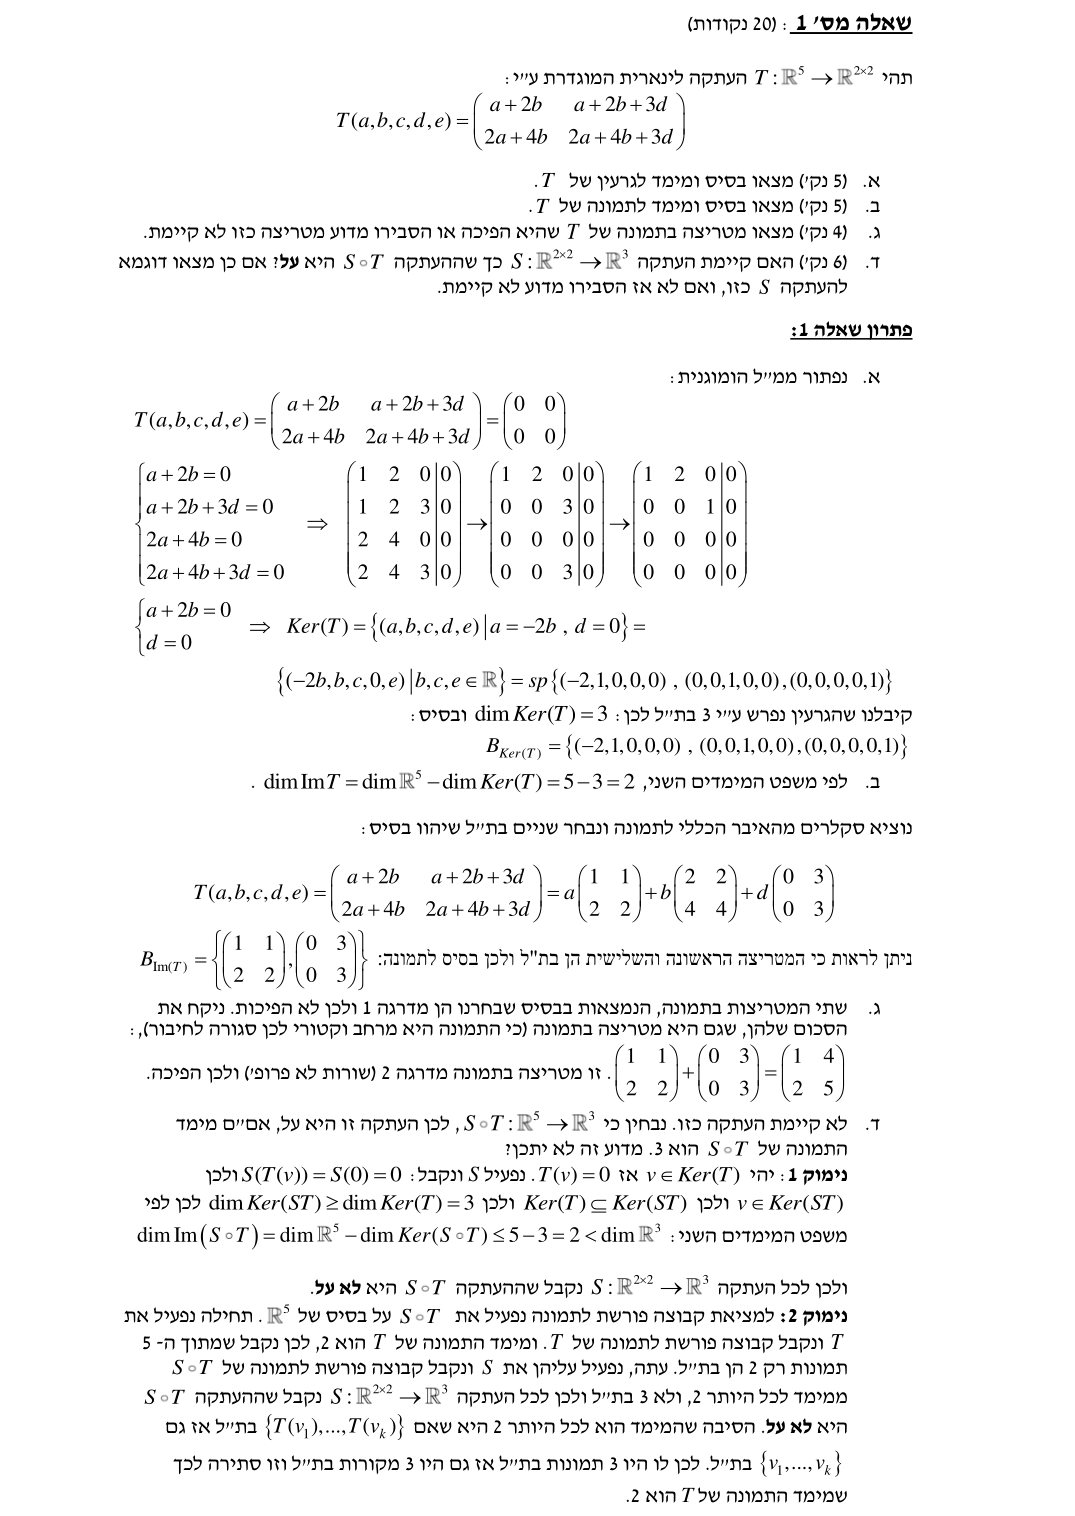 שאלה מס' 1 : (20 נקודות)
תהי T : ℝ⁵ → ℝ²ˣ² העתקה לינארית המוגדרת ע"י :
T(a,b,c,d,e) = ( a+2b  a+2b+3d ; 2a+4b  2a+4b+3d )
א. (5 נק') מצאו בסיס ומימד לגרעין של T .
ב. (5 נק') מצאו בסיס ומימד לתמונה של T .
ג. (4 נק') מצאו מטריצה בתמונה של T שהיא הפיכה או הסבירו מדוע מטריצה כזו לא קיימת.
ד. (6 נק') האם קיימת העתקה S : ℝ²ˣ² → ℝ³ כך שההעתקה S∘T היא על? אם כן מצאו דוגמא
להעתקה S כזו, ואם לא אז הסבירו מדוע לא קיימת.
פתרון שאלה 1:
א. נפתור ממ"ל הומוגנית :
T(a,b,c,d,e) = ( a+2b  a+2b+3d ; 2a+4b  2a+4b+3d ) = ( 0 0 ; 0 0 )
{ a+2b=0 ; a+2b+3d=0 ; 2a+4b=0 ; 2a+4b+3d=0 ⇒ ( 1 2 0|0 ; 1 2 3|0 ; 2 4 0|0 ; 2 4 3|0 ) → ( 1 2 0|0 ; 0 0 3|0 ; 0 0 0|0 ; 0 0 3|0 ) → ( 1 2 0|0 ; 0 0 1|0 ; 0 0 0|0 ; 0 0 0|0 )
{ a+2b=0 ; d=0 ⇒ Ker(T) = {(a,b,c,d,e) | a=−2b , d=0} =
{(−2b,b,c,0,e) | b,c,e ∈ ℝ} = sp{(−2,1,0,0,0) , (0,0,1,0,0),(0,0,0,0,1)}
קיבלנו שהגרעין נפרש ע"י 3 בת"ל לכן : dim Ker(T) = 3 ובסיס :
B_Ker(T) = {(−2,1,0,0,0) , (0,0,1,0,0),(0,0,0,0,1)}
ב. לפי משפט המימדים השני, dim Im T = dim ℝ⁵ − dim Ker(T) = 5−3 = 2 .
נוציא סקלרים מהאיבר הכללי לתמונה ונבחר שניים בת"ל שיהוו בסיס :
T(a,b,c,d,e) = ( a+2b  a+2b+3d ; 2a+4b  2a+4b+3d ) = a( 1 1 ; 2 2 ) + b( 2 2 ; 4 4 ) + d( 0 3 ; 0 3 )
ניתן לראות כי המטריצה הראשונה והשלישית הן בת"ל ולכן בסיס לתמונה: B_Im(T) = {( 1 1 ; 2 2 ),( 0 3 ; 0 3 )}
ג. שתי המטריצות בתמונה, הנמצאות בבסיס שבחרנו הן מדרגה 1 ולכן לא הפיכות. ניקח את
הסכום שלהן, שגם היא מטריצה בתמונה (כי התמונה היא מרחב וקטורי לכן סגורה לחיבור), :
( 1 1 ; 2 2 ) + ( 0 3 ; 0 3 ) = ( 1 4 ; 2 5 ) . זו מטריצה בתמונה מדרגה 2 (שורות לא פרופ') ולכן הפיכה.
ד. לא קיימת העתקה כזו. נבחין כי S∘T : ℝ⁵ → ℝ³ , לכן העתקה זו היא על, אם"ם מימד
התמונה של S∘T הוא 3. מדוע זה לא יתכן?
נימוק 1 : יהי v ∈ Ker(T) אז T(v) = 0 . נפעיל S ונקבל : S(T(v)) = S(0) = 0 ולכן
v ∈ Ker(ST) ולכן Ker(T) ⊆ Ker(ST) ולכן dim Ker(ST) ≥ dim Ker(T) = 3 לכן לפי
משפט המימדים השני : dim Im(S∘T) = dim ℝ⁵ − dim Ker(S∘T) ≤ 5−3 = 2 < dim ℝ³
ולכן לכל העתקה S : ℝ²ˣ² → ℝ³ נקבל שההעתקה S∘T היא לא על.
נימוק 2: למציאת קבוצה פורשת לתמונה נפעיל את S∘T על בסיס של ℝ⁵ . תחילה נפעיל את
T ונקבל קבוצה פורשת לתמונה של T . ומימד התמונה של T הוא 2, לכן נקבל שמתוך ה- 5
תמונות רק 2 הן בת"ל. עתה, נפעיל עליהן את S ונקבל קבוצה פורשת לתמונה של S∘T
ממימד לכל היותר 2, ולא 3 בת"ל ולכן לכל העתקה S : ℝ²ˣ² → ℝ³ נקבל שההעתקה S∘T
היא לא על. הסיבה שהמימד הוא לכל היותר 2 היא שאם {T(v₁),...,T(vₖ)} בת"ל אז גם
{v₁,...,vₖ} בת"ל. לכן לו היו 3 תמונות בת"ל אז גם היו 3 מקורות בת"ל וזו סתירה לכך
שמימד התמונה של T הוא 2.